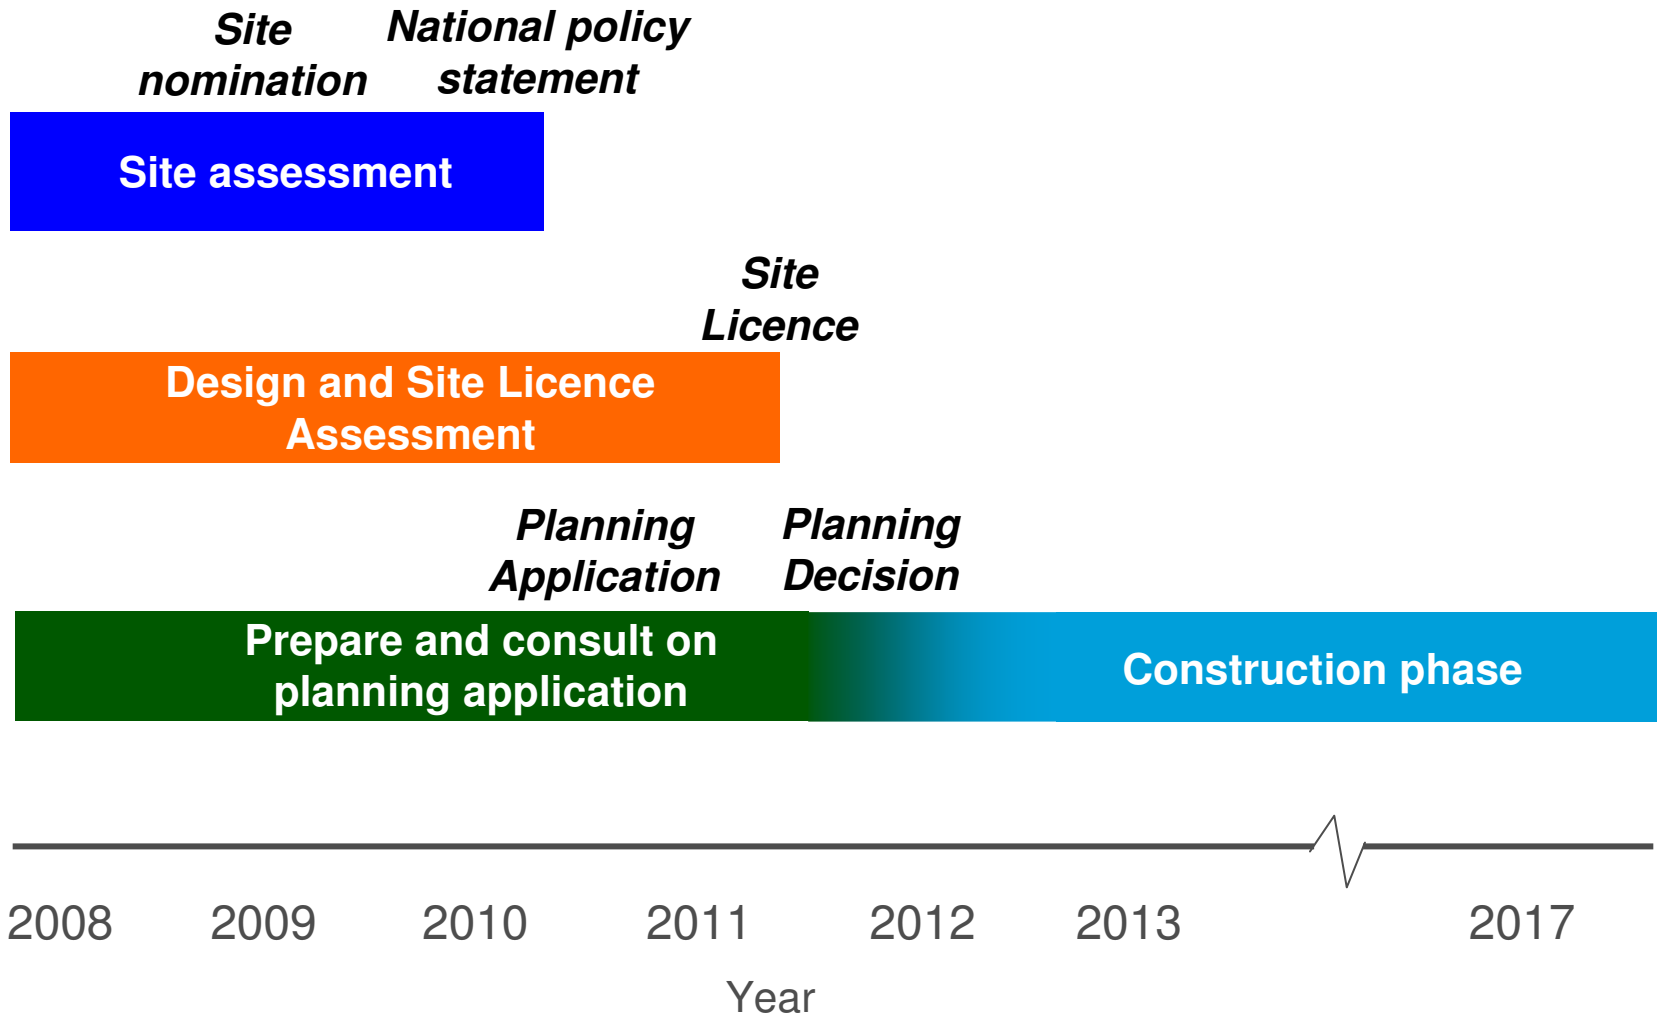 Site
nomination
National policy
statement
Site assessment
Site
Licence
Design and Site Licence
Assessment
Planning
Application
Planning
Decision
Prepare and consult on
planning application
Construction phase
2008 2009 2010 2011 2012 2013 2017
Year